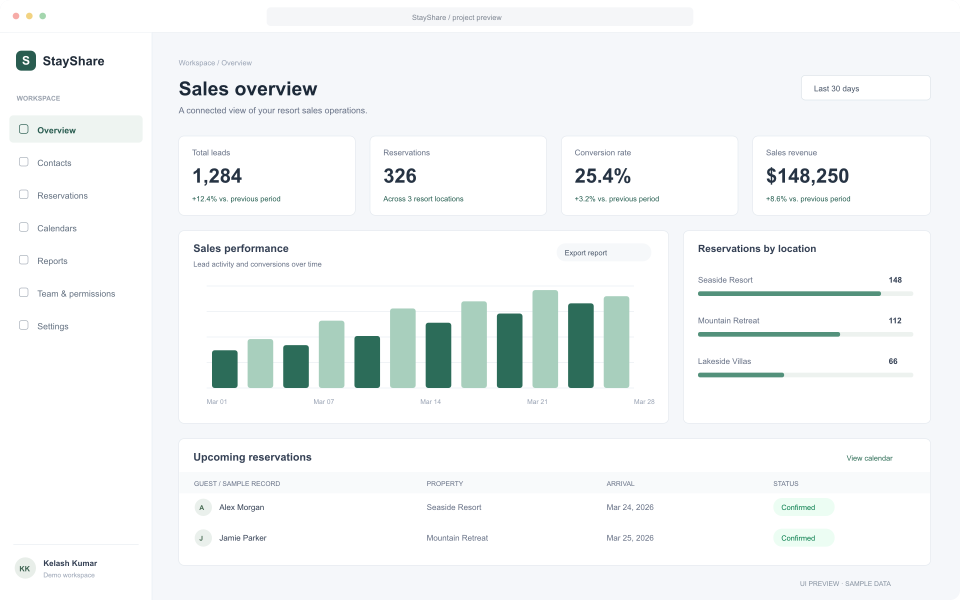 StayShare / project preview
S StayShare
WORKSPACE
Overview
Contacts
Reservations
Calendars
Reports
Team & permissions
Settings
KK
Kelash Kumar
Demo workspace
Workspace / Overview
Sales overview
A connected view of your resort sales operations.
Last 30 days
Total leads
1,284
+12.4% vs. previous period
Reservations
326
Across 3 resort locations
Conversion rate
25.4%
+3.2% vs. previous period
Sales revenue
$148,250
+8.6% vs. previous period
Sales performance
Lead activity and conversions over time
Export report
Mar 01 Mar 07 Mar 14 Mar 21 Mar 28
Reservations by location
Seaside Resort 148
Mountain Retreat 112
Lakeside Villas 66
Upcoming reservations
View calendar
GUEST / SAMPLE RECORD PROPERTY ARRIVAL STATUS
A Alex Morgan Seaside Resort Mar 24, 2026 Confirmed
J Jamie Parker Mountain Retreat Mar 25, 2026 Confirmed
UI PREVIEW · SAMPLE DATA